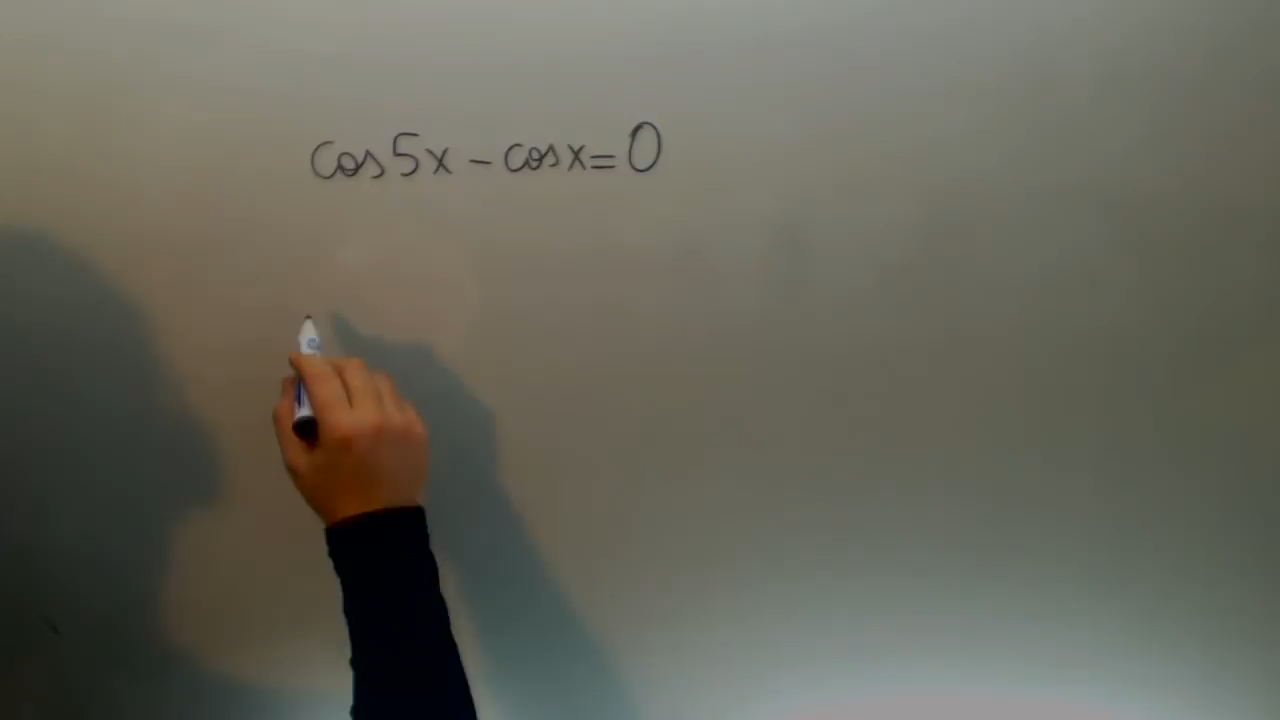 cos 5x - cos x = 0